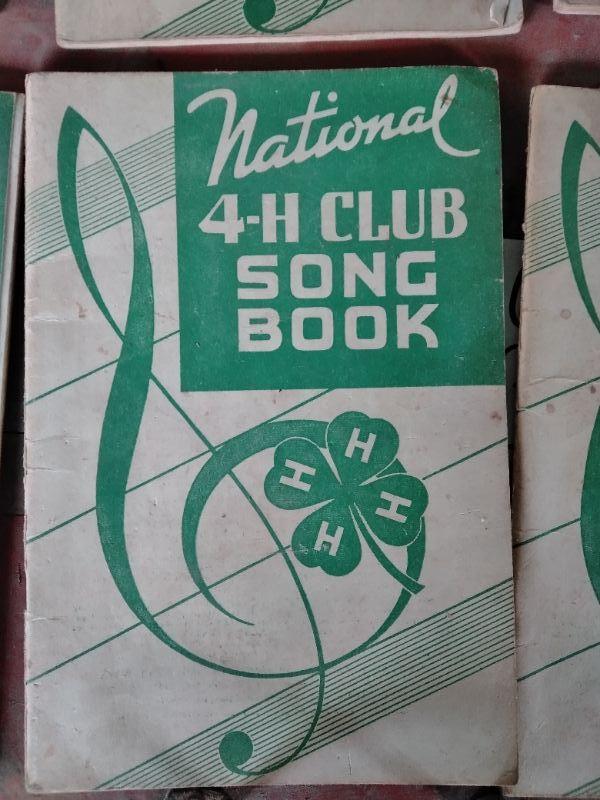 National
4-H CLUB
SONG
BOOK
H
H
H
H